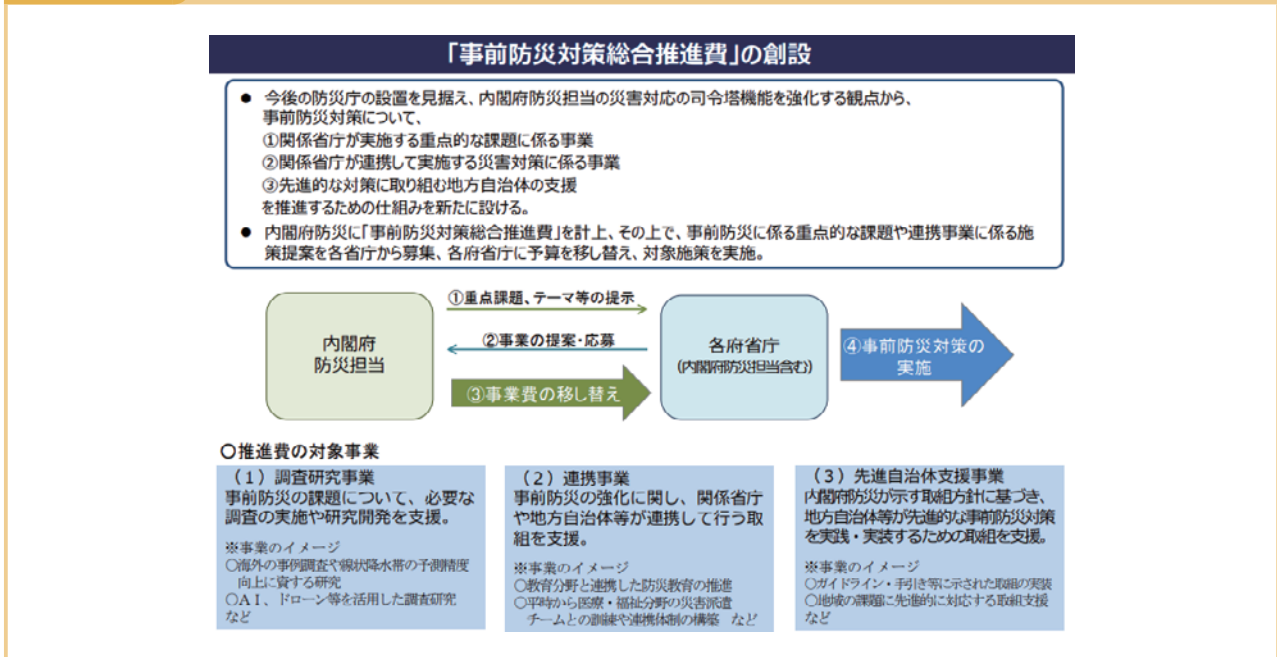 「事前防災対策総合推進費」の創設
● 今後の防災庁の設置を見据え、内閣府防災担当の災害対応の司令塔機能を強化する観点から、
事前防災対策について、
①関係省庁が実施する重点的な課題に係る事業
②関係省庁が連携して実施する災害対策に係る事業
③先進的な対策に取り組む地方自治体の支援
を推進するための仕組みを新たに設ける。
● 内閣府防災に「事前防災対策総合推進費」を計上、その上で、事前防災に係る重点的な課題や連携事業に係る施
策提案を各省庁から募集、各府省庁に予算を移し替え、対象施策を実施。
内閣府
防災担当
①重点課題、テーマ等の提示
②事業の提案・応募
③事業費の移し替え
各府省庁
(内閣府防災担当含む)
④事前防災対策の
実施
〇推進費の対象事業
（１）調査研究事業
事前防災の課題について、必要な
調査の実施や研究開発を支援。
※事業のイメージ
○海外の事例調査や線状降水帯の予測精度
向上に資する研究
○ＡＩ、ドローン等を活用した調査研究
など
（２）連携事業
事前防災の強化に関し、関係省庁
や地方自治体等が連携して行う取
組を支援。
※事業のイメージ
○教育分野と連携した防災教育の推進
○平時から医療・福祉分野の災害派遣
チームとの訓練や連携体制の構築　など
（３）先進自治体支援事業
内閣府防災が示す取組方針に基づき、
地方自治体等が先進的な事前防災対策
を実践・実装するための取組を支援。
※事業のイメージ
○ガイドライン・手引き等に示された取組の実装
○地域の課題に先進的に対応する取組支援
など